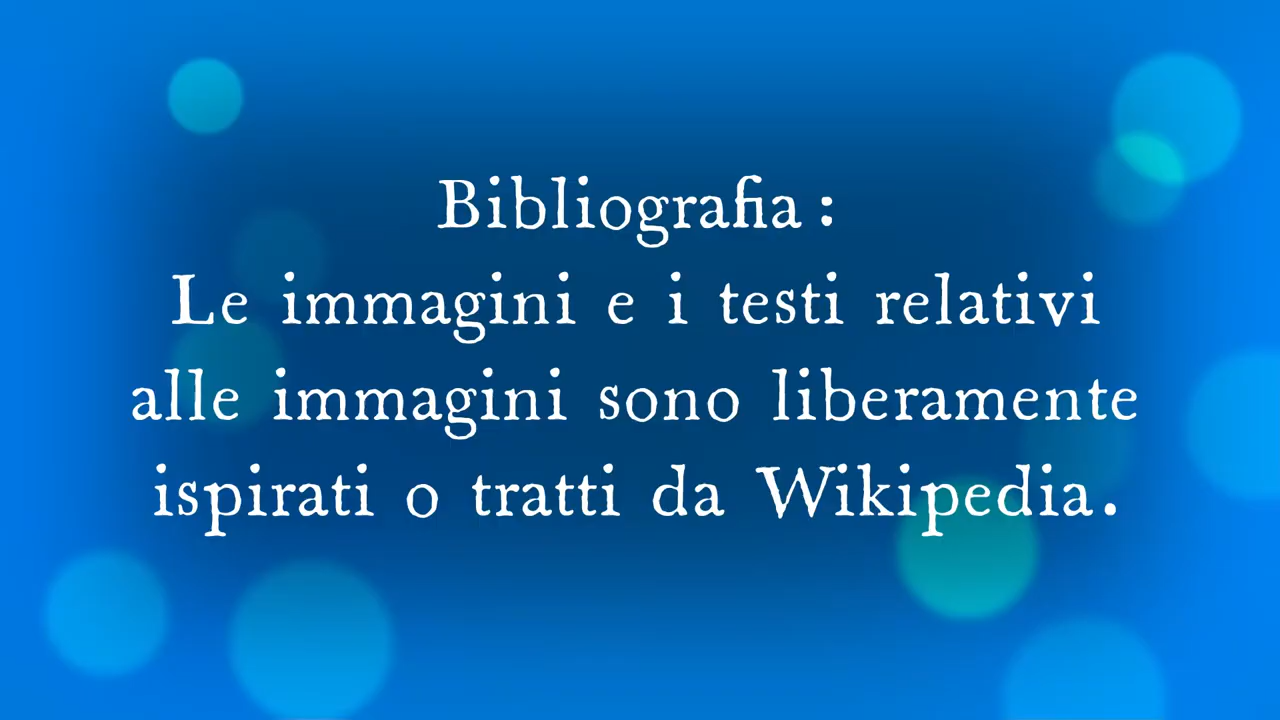 Bibliografia :
Le immagini e i testi relativi
alle immagini sono liberamente
ispirati o tratti da Wikipedia.